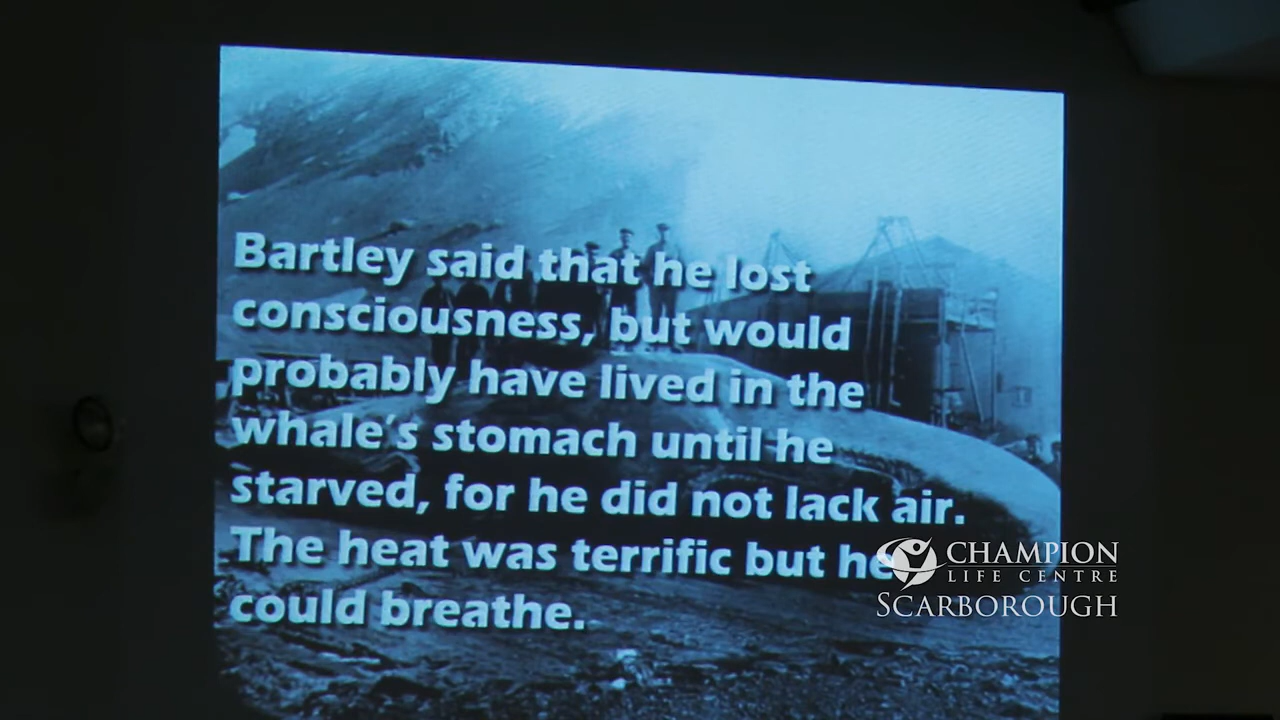 Bartley said that he lost
consciousness, but would
probably have lived in the
whale's stomach until he
starved, for he did not lack air.
The heat was terrific but he
could breathe.
CHAMPION
LIFE CENTRE
SCARBOROUGH